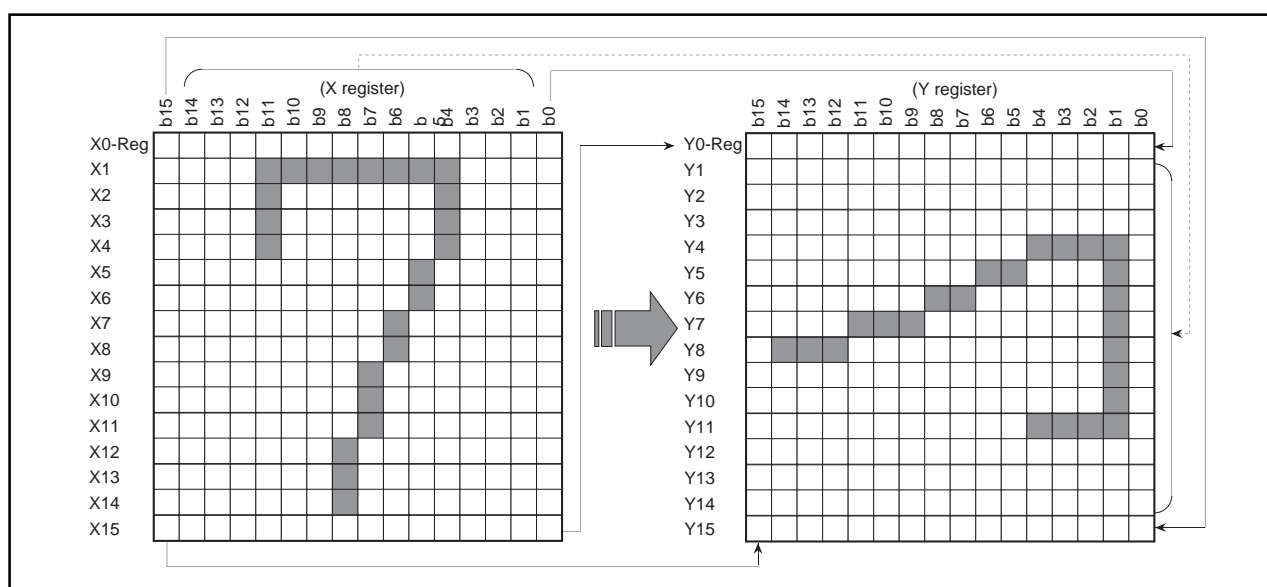 (X register)
b15 b14 b13 b12 b11 b10 b9 b8 b7 b6 b 5 b4 b3 b2 b1 b0
X0-Reg
X1
X2
X3
X4
X5
X6
X7
X8
X9
X10
X11
X12
X13
X14
X15
(Y register)
b15 b14 b13 b12 b11 b10 b9 b8 b7 b6 b5 b4 b3 b2 b1 b0
Y0-Reg
Y1
Y2
Y3
Y4
Y5
Y6
Y7
Y8
Y9
Y10
Y11
Y12
Y13
Y14
Y15